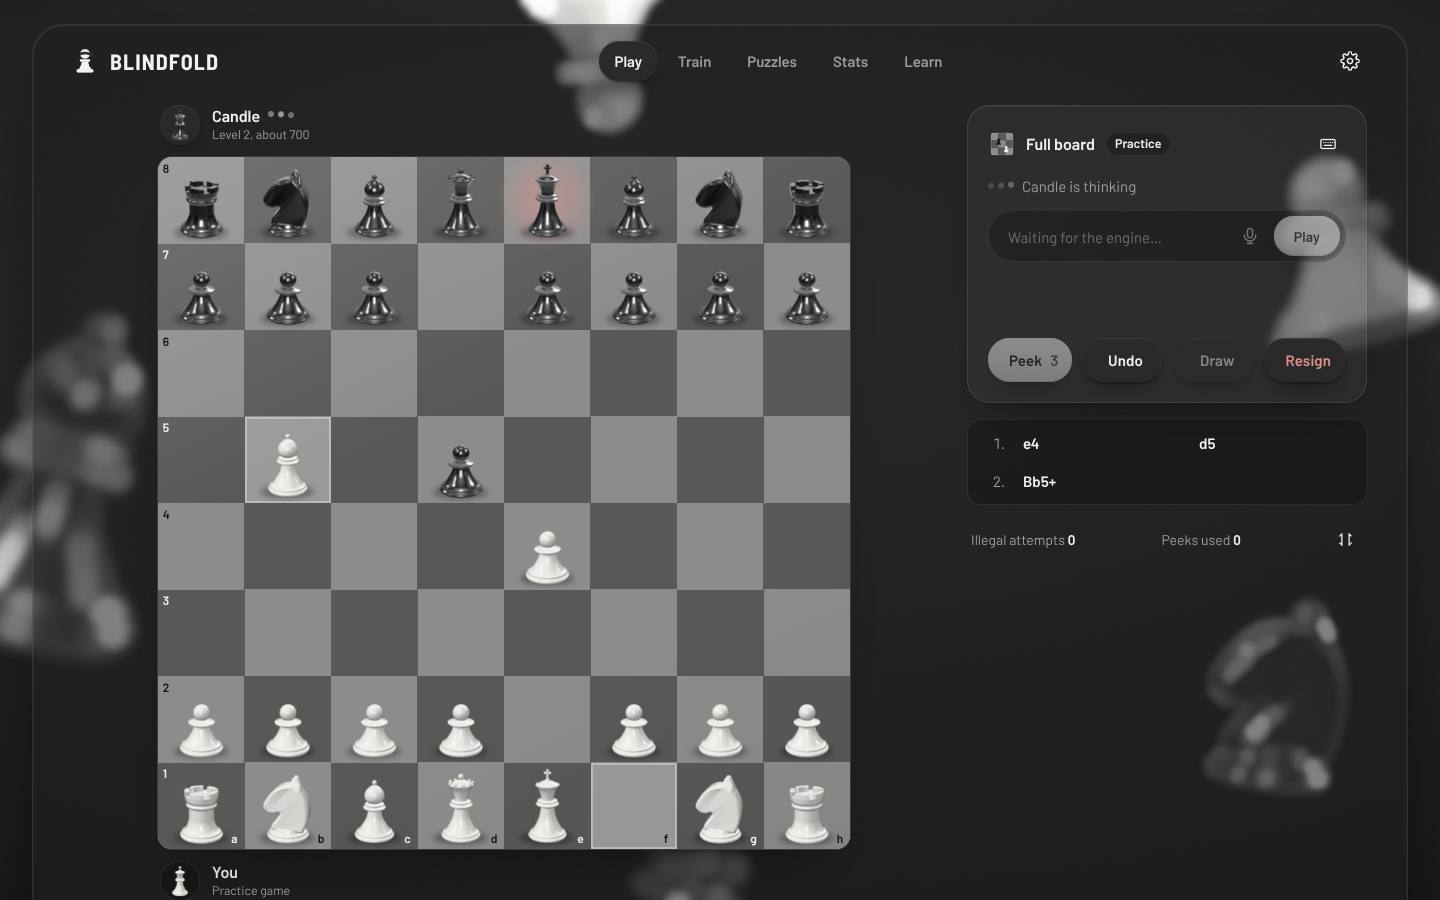 BLINDFOLD
Play Train Puzzles Stats Learn
Candle
Level 2, about 700
8
7
6
5
4
3
2
1
a b c d e f g h
You
Practice game
Full board Practice
Candle is thinking
Waiting for the engine... Play
Peek 3 Undo Draw Resign
1. e4 d5
2. Bb5+
Illegal attempts 0 Peeks used 0